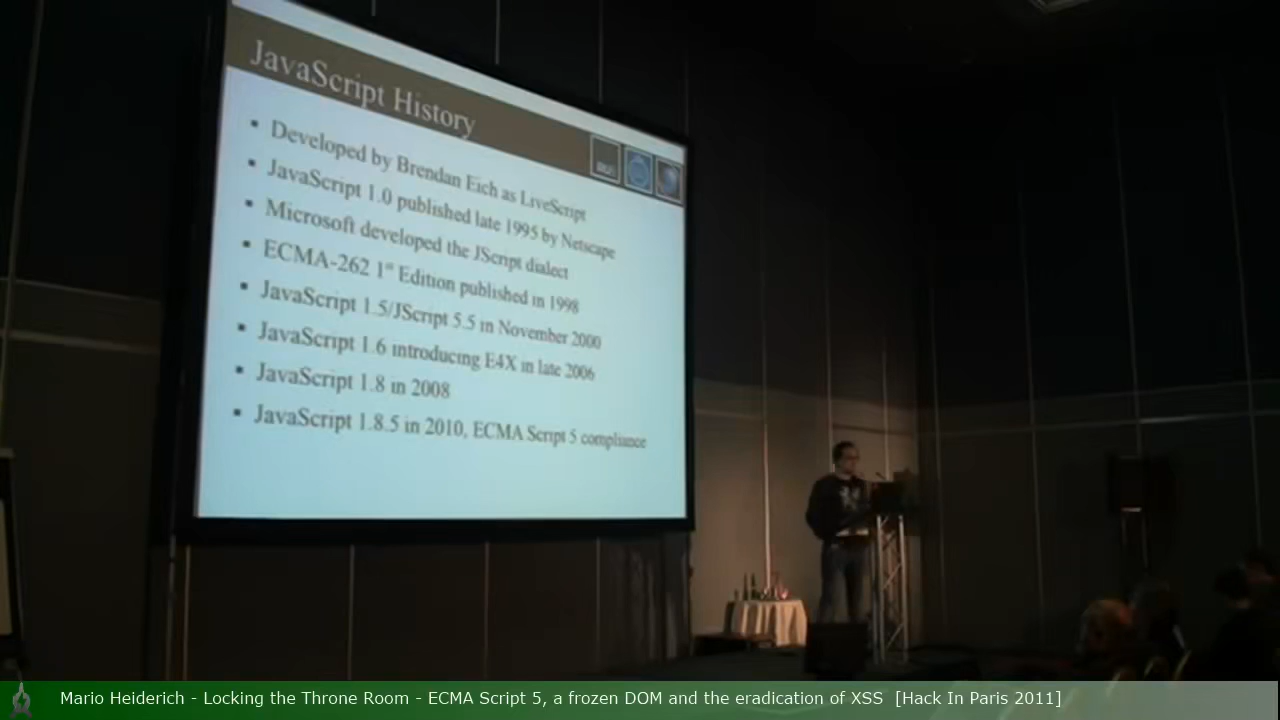 JavaScript History
▪ Developed by Brendan Eich as LiveScript
▪ JavaScript 1.0 published late 1995 by Netscape
▪ Microsoft developed the JScript dialect
▪ ECMA-262 1st Edition published in 1998
▪ JavaScript 1.5/JScript 5.5 in November 2000
▪ JavaScript 1.6 introducing E4X in late 2006
▪ JavaScript 1.8 in 2008
▪ JavaScript 1.8.5 in 2010, ECMA Script 5 compliance
Mario Heiderich - Locking the Throne Room - ECMA Script 5, a frozen DOM and the eradication of XSS [Hack In Paris 2011]